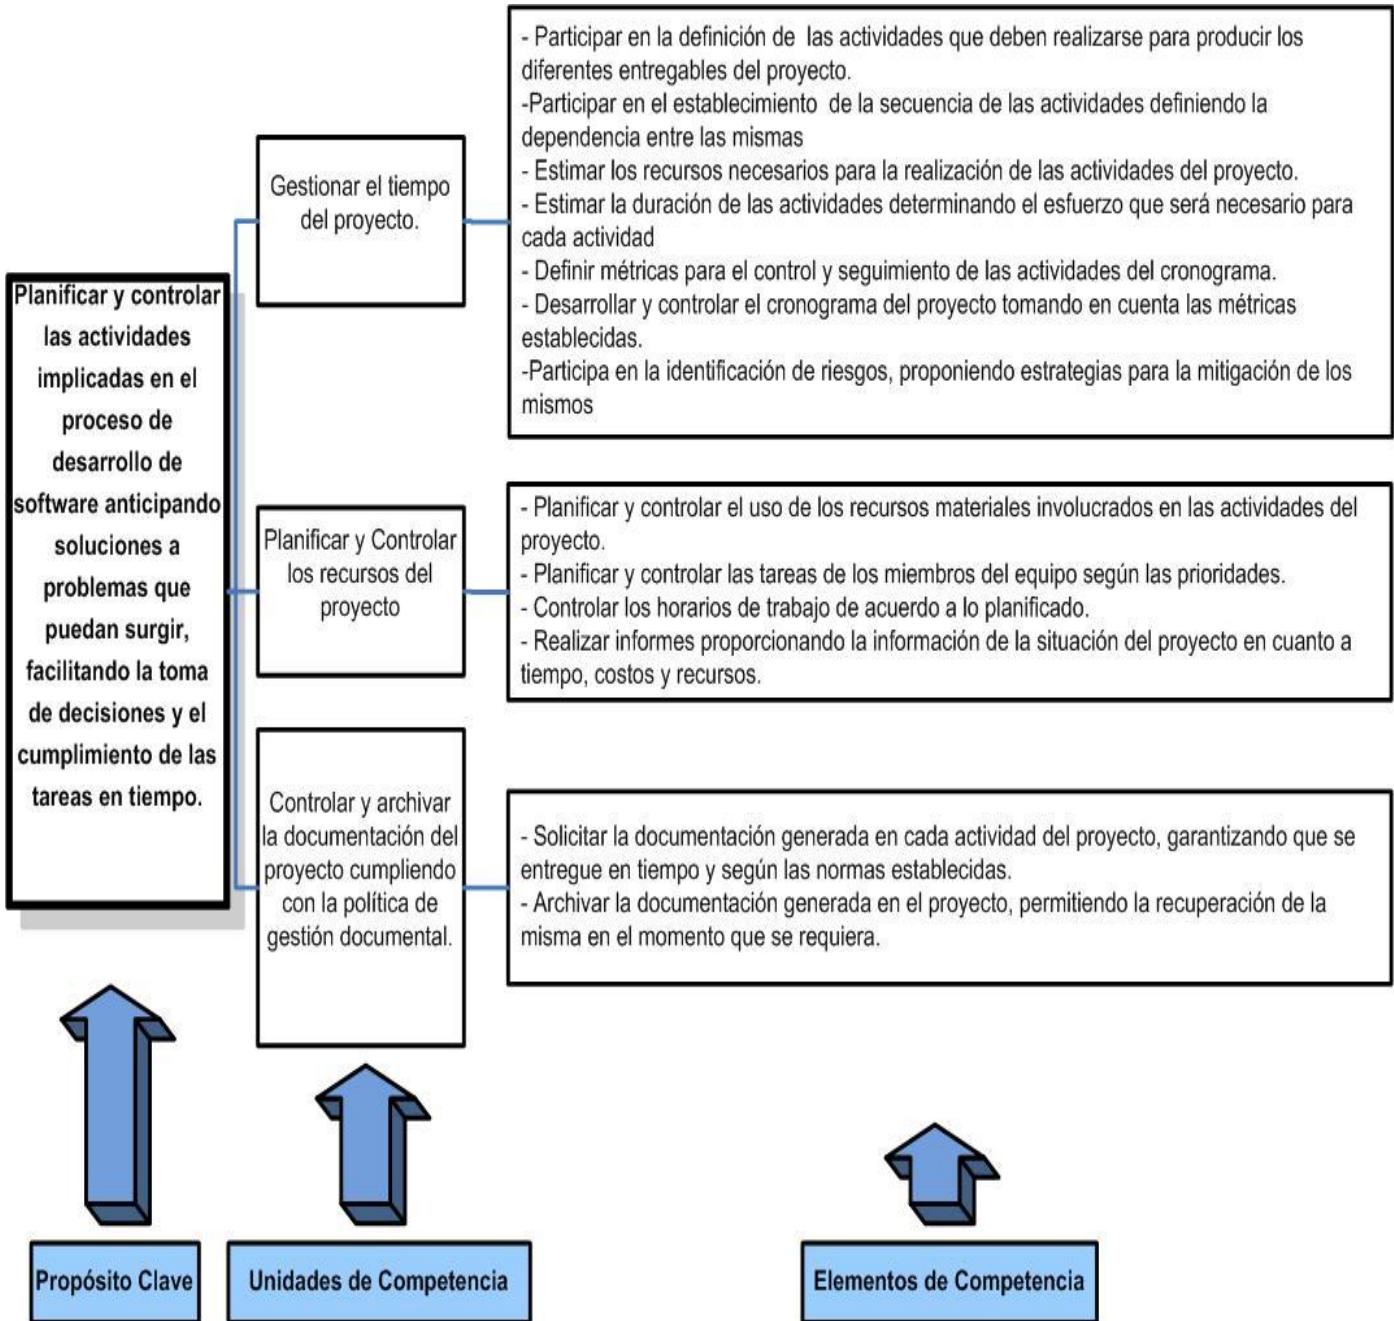 Planificar y controlar
las actividades
implicadas en el
proceso de
desarrollo de
software anticipando
soluciones a
problemas que
puedan surgir,
facilitando la toma
de decisiones y el
cumplimiento de las
tareas en tiempo.
Gestionar el tiempo
del proyecto.
- Participar en la definición de las actividades que deben realizarse para producir los
diferentes entregables del proyecto.
-Participar en el establecimiento de la secuencia de las actividades definiendo la
dependencia entre las mismas
- Estimar los recursos necesarios para la realización de las actividades del proyecto.
- Estimar la duración de las actividades determinando el esfuerzo que será necesario para
cada actividad
- Definir métricas para el control y seguimiento de las actividades del cronograma.
- Desarrollar y controlar el cronograma del proyecto tomando en cuenta las métricas
establecidas.
-Participa en la identificación de riesgos, proponiendo estrategias para la mitigación de los
mismos
Planificar y Controlar
los recursos del
proyecto
- Planificar y controlar el uso de los recursos materiales involucrados en las actividades del
proyecto.
- Planificar y controlar las tareas de los miembros del equipo según las prioridades.
- Controlar los horarios de trabajo de acuerdo a lo planificado.
- Realizar informes proporcionando la información de la situación del proyecto en cuanto a
tiempo, costos y recursos.
Controlar y archivar
la documentación del
proyecto cumpliendo
con la política de
gestión documental.
- Solicitar la documentación generada en cada actividad del proyecto, garantizando que se
entregue en tiempo y según las normas establecidas.
- Archivar la documentación generada en el proyecto, permitiendo la recuperación de la
misma en el momento que se requiera.
Propósito Clave
Unidades de Competencia
Elementos de Competencia